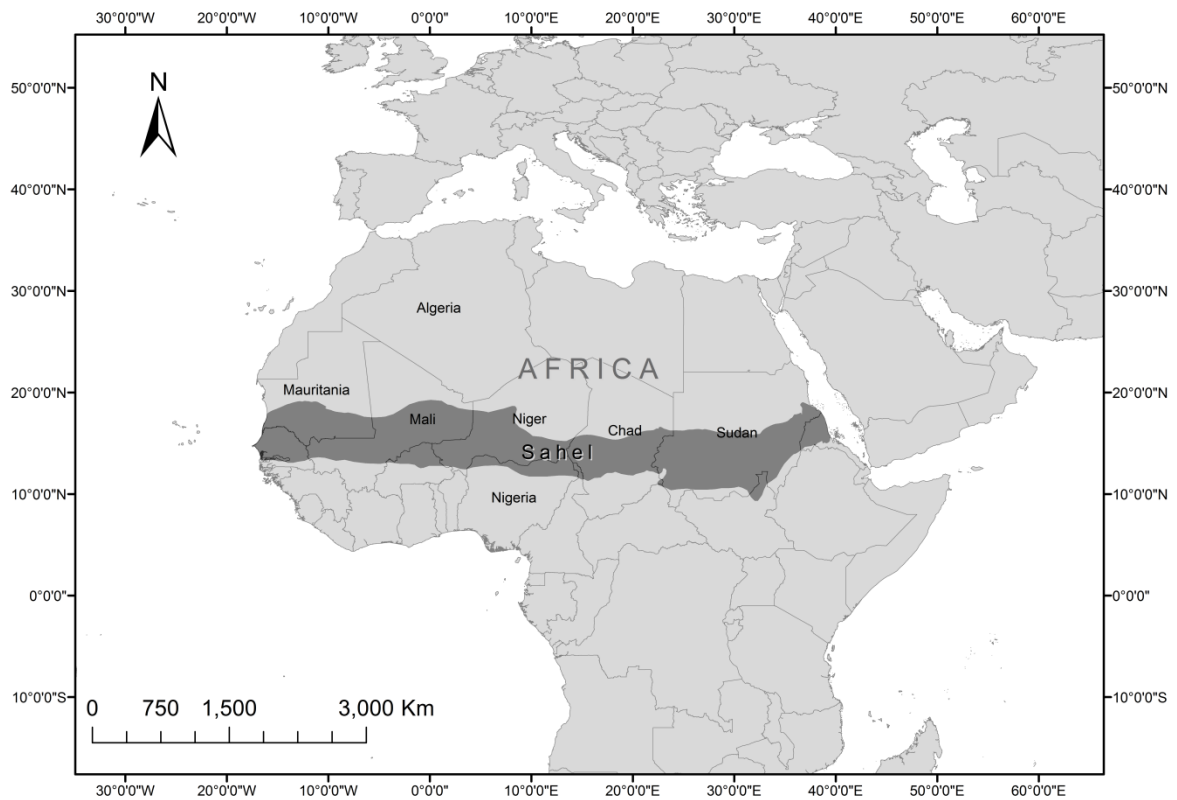 30°0'0"W 20°0'0"W 10°0'0"W 0°0'0" 10°0'0"E 20°0'0"E 30°0'0"E 40°0'0"E 50°0'0"E 60°0'0"E
N
50°0'0"N 50°0'0"N
40°0'0"N 40°0'0"N
30°0'0"N 30°0'0"N
Algeria
AFRICA
20°0'0"N 20°0'0"N
Mauritania
Mali Niger
Chad Sudan
Sahel
10°0'0"N 10°0'0"N
Nigeria
0°0'0" 0°0'0"
10°0'0"S 10°0'0"S
0 750 1,500 3,000 Km
30°0'0"W 20°0'0"W 10°0'0"W 0°0'0" 10°0'0"E 20°0'0"E 30°0'0"E 40°0'0"E 50°0'0"E 60°0'0"E